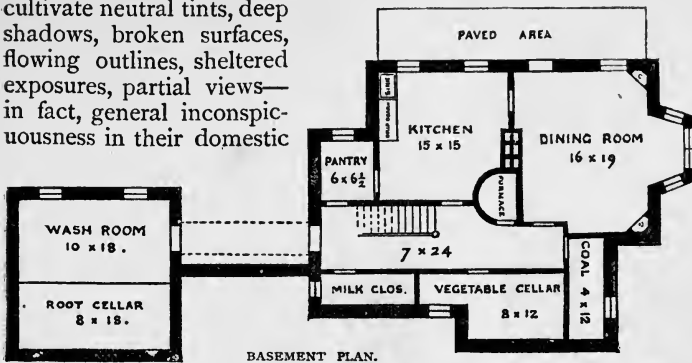 cultivate neutral tints, deep
shadows, broken surfaces,
flowing outlines, sheltered
exposures, partial views—
in fact, general inconspic-
uousness in their domestic
PAVED AREA
SINK
KITCHEN
15 x 15
DINING ROOM
16 x 19
C
PANTRY
6 x 6½
FURNACE
WASH ROOM
10 x 18.
7 x 24
COAL 4 x 12
ROOT CELLAR
8 x 18.
MILK CLOS.
VEGETABLE CELLAR
8 x 12
BASEMENT PLAN.